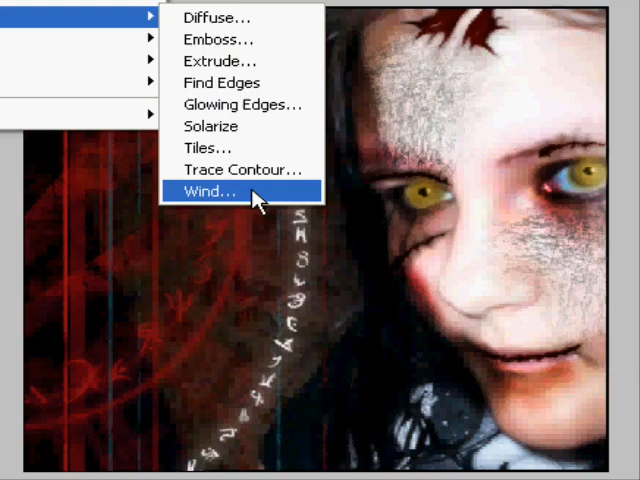 Diffuse...
Emboss...
Extrude...
Find Edges
Glowing Edges...
Solarize
Tiles...
Trace Contour...
Wind...